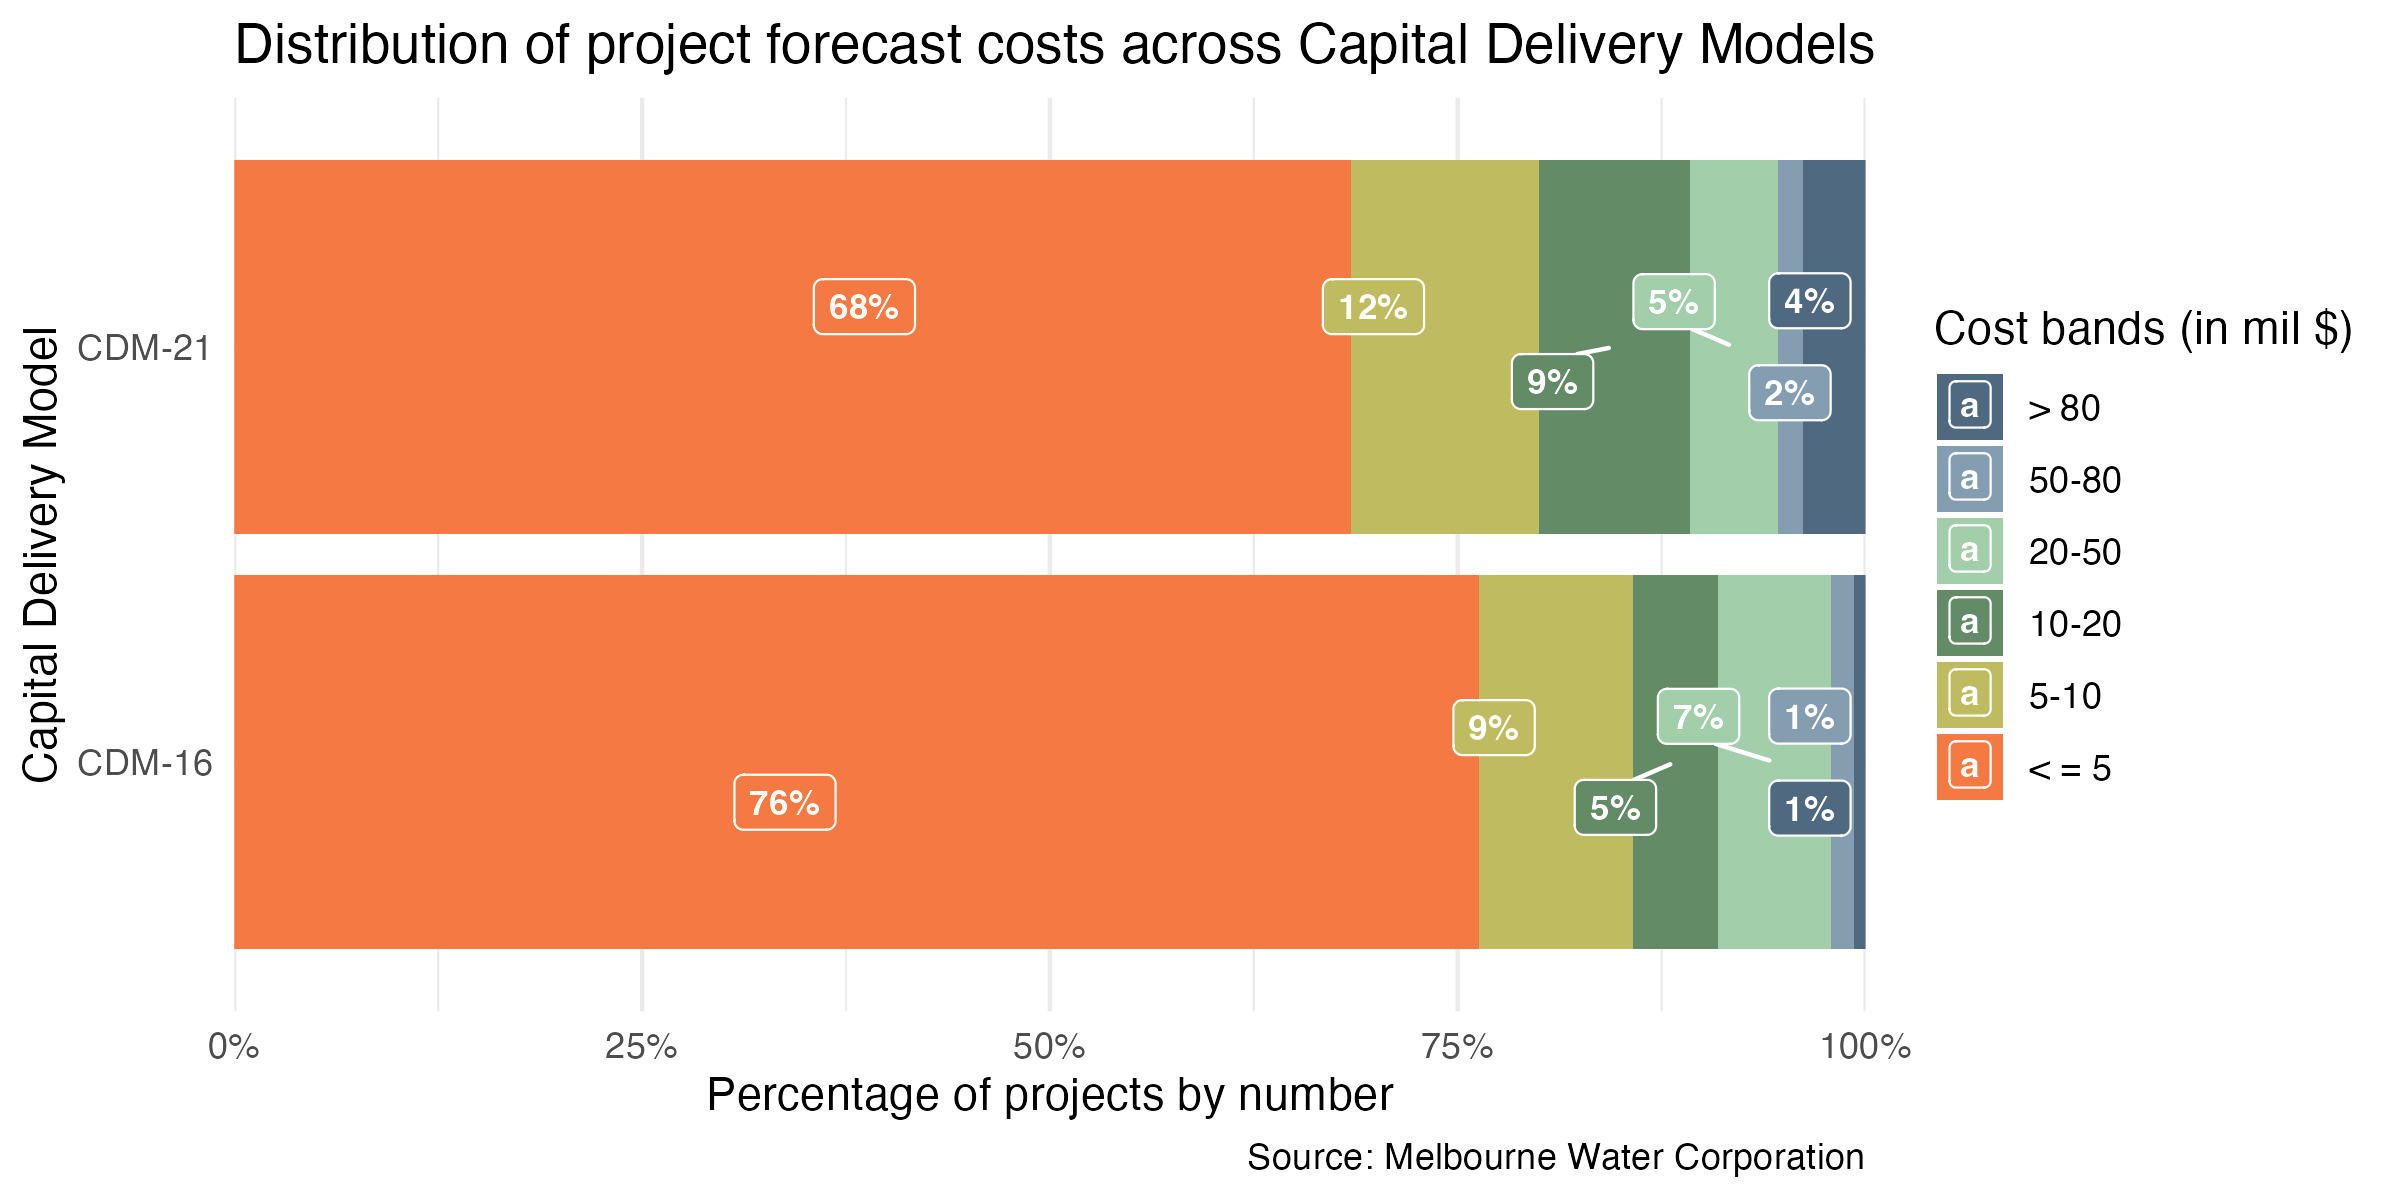 Distribution of project forecast costs across Capital Delivery Models
Capital Delivery Model
CDM-21
68%
12%
9%
5%
2%
4%
CDM-16
76%
9%
5%
7%
1%
1%
0%
25%
50%
75%
100%
Percentage of projects by number
Source: Melbourne Water Corporation
Cost bands (in mil $)
a > 80
a 50-80
a 20-50
a 10-20
a 5-10
a < = 5